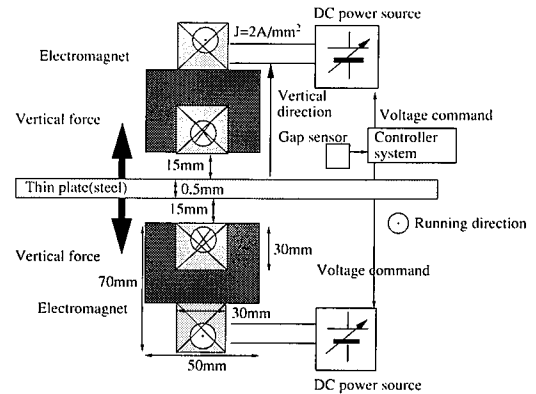 DC power source
J=2A/mm²
Electromagnet
Vertical
direction
Vertical force
Voltage command
Gap sensor
Controller
system
15mm
Thin plate(steel)
0.5mm
15mm
Running direction
30mm
Vertical force
70mm
Voltage command
Electromagnet
30mm
50mm
DC power source